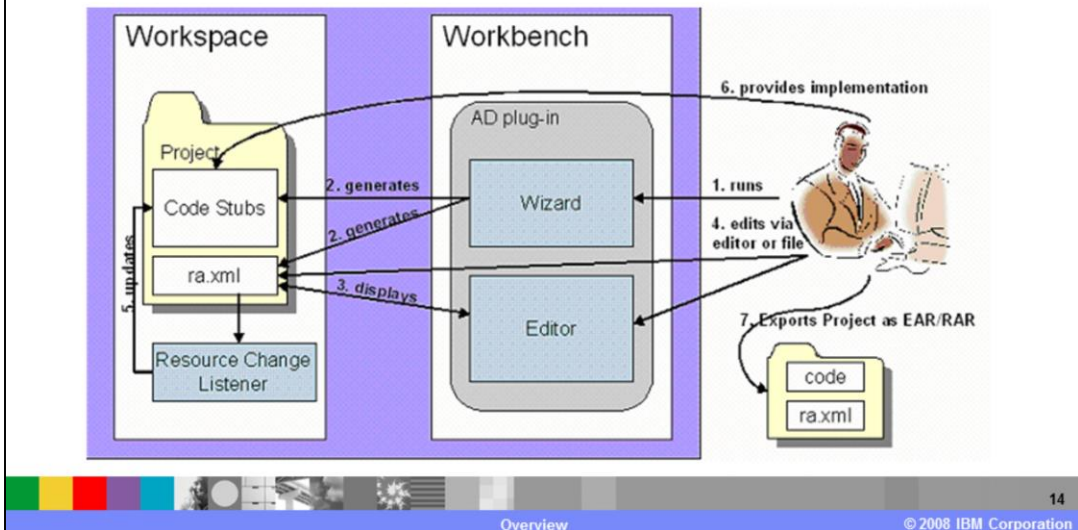 Workspace
Workbench
6. provides implementation
AD plug-in
Project
Code Stubs
2. generates
Wizard
1. runs
2. generates
4. edits via
editor or file
ra.xml
3. displays
5. updates
Editor
7. Exports Project as EAR/RAR
Resource Change
Listener
code
ra.xml
14
Overview
© 2008 IBM Corporation